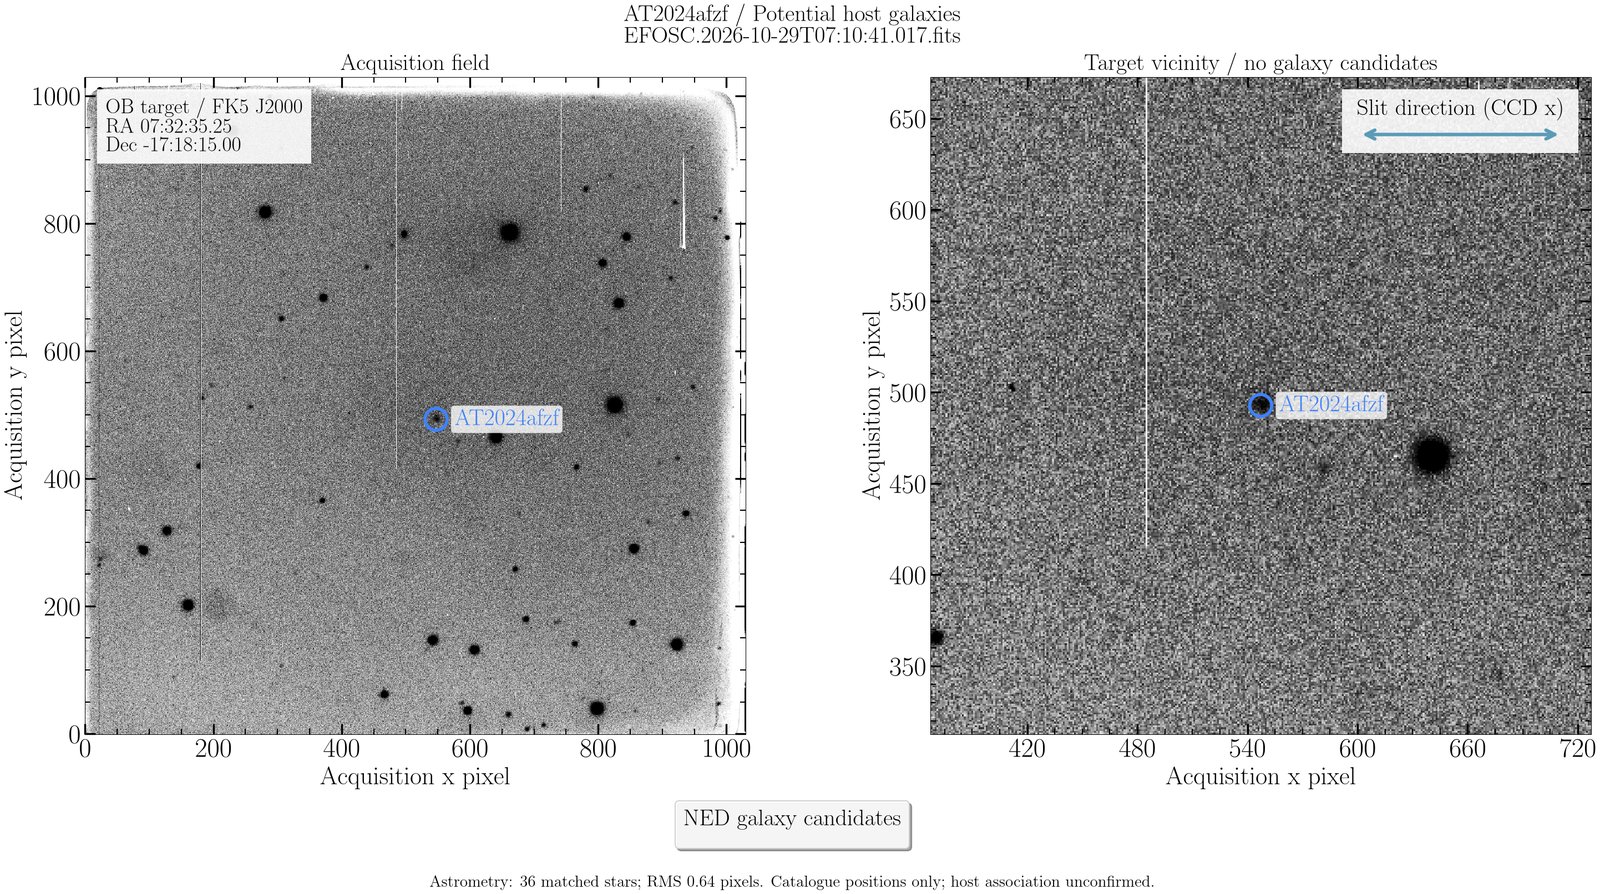 AT2024afzf / Potential host galaxies
EFOSC.2026-10-29T07:10:41.017.fits
Acquisition field
OB target / FK5 J2000
RA 07:32:35.25
Dec -17:18:15.00
AT2024afzf
1000
800
600
400
200
0
0 200 400 600 800 1000
Acquisition x pixel
Acquisition y pixel
Target vicinity / no galaxy candidates
Slit direction (CCD x)
AT2024afzf
650
600
550
500
450
400
350
420 480 540 600 660 720
Acquisition x pixel
Acquisition y pixel
NED galaxy candidates
Astrometry: 36 matched stars; RMS 0.64 pixels. Catalogue positions only; host association unconfirmed.